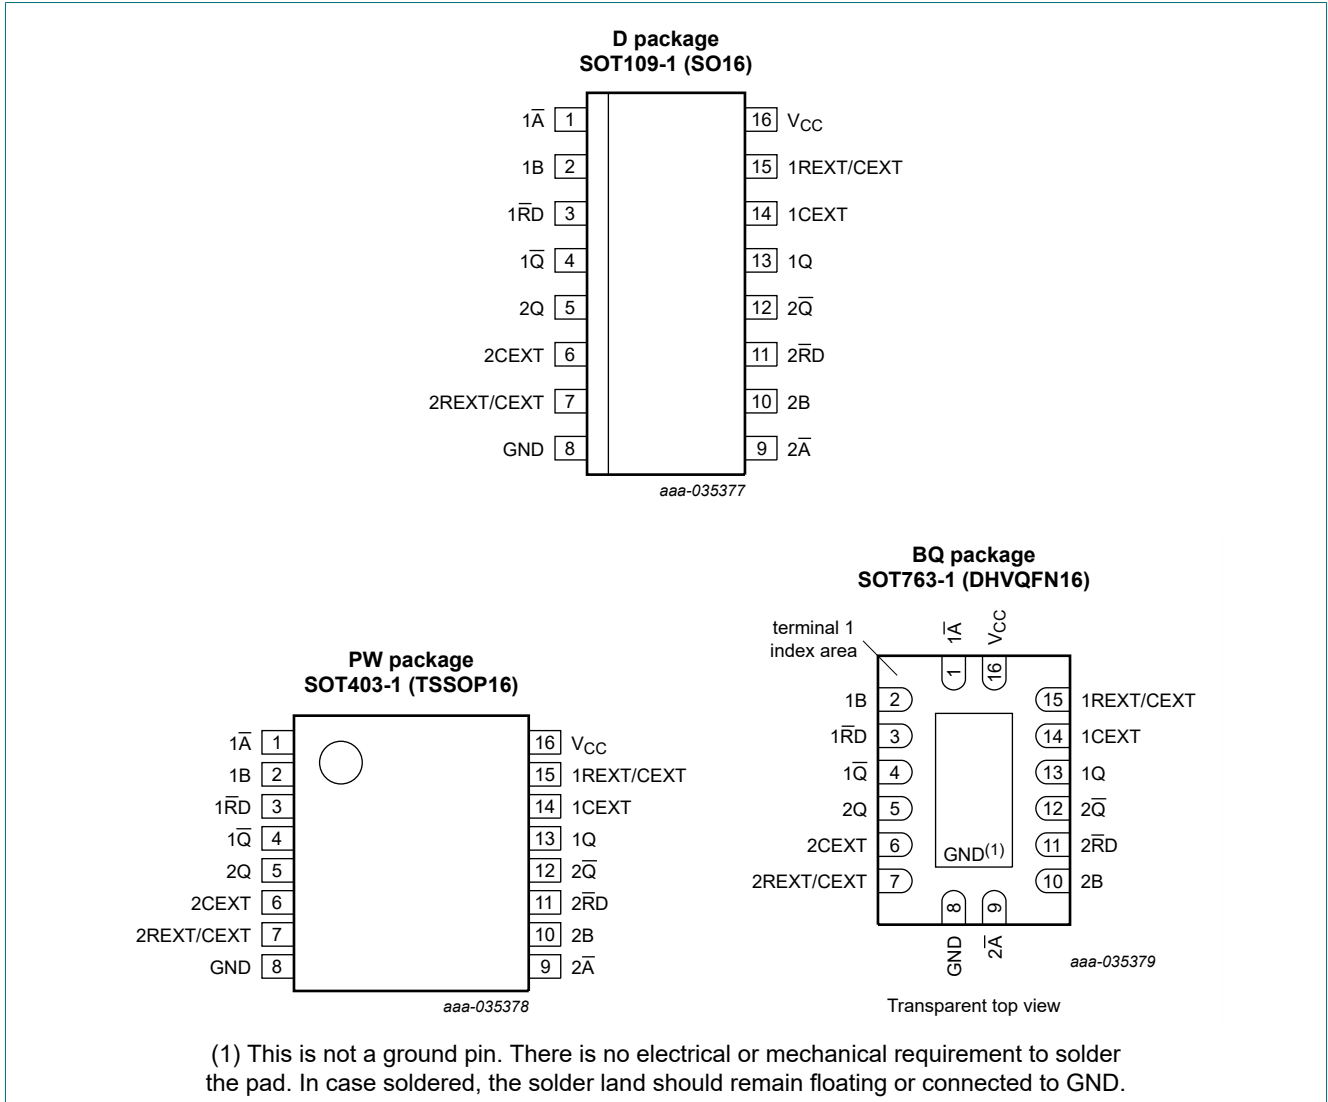 D package
SOT109-1 (SO16)
1A̅ 1 16 VCC
1B 2 15 1REXT/CEXT
1R̅D 3 14 1CEXT
1Q̅ 4 13 1Q
2Q 5 12 2Q̅
2CEXT 6 11 2R̅D
2REXT/CEXT 7 10 2B
GND 8 9 2A̅
aaa-035377
PW package
SOT403-1 (TSSOP16)
1A̅ 1 16 VCC
1B 2 15 1REXT/CEXT
1R̅D 3 14 1CEXT
1Q̅ 4 13 1Q
2Q 5 12 2Q̅
2CEXT 6 11 2R̅D
2REXT/CEXT 7 10 2B
GND 8 9 2A̅
aaa-035378
BQ package
SOT763-1 (DHVQFN16)
terminal 1
index area
1A̅ VCC
1 16
1B 2 15 1REXT/CEXT
1R̅D 3 14 1CEXT
1Q̅ 4 13 1Q
2Q 5 12 2Q̅
2CEXT 6 11 2R̅D
GND(1)
2REXT/CEXT 7 10 2B
8 9
GND 2A̅
aaa-035379
Transparent top view
(1) This is not a ground pin. There is no electrical or mechanical requirement to solder
the pad. In case soldered, the solder land should remain floating or connected to GND.